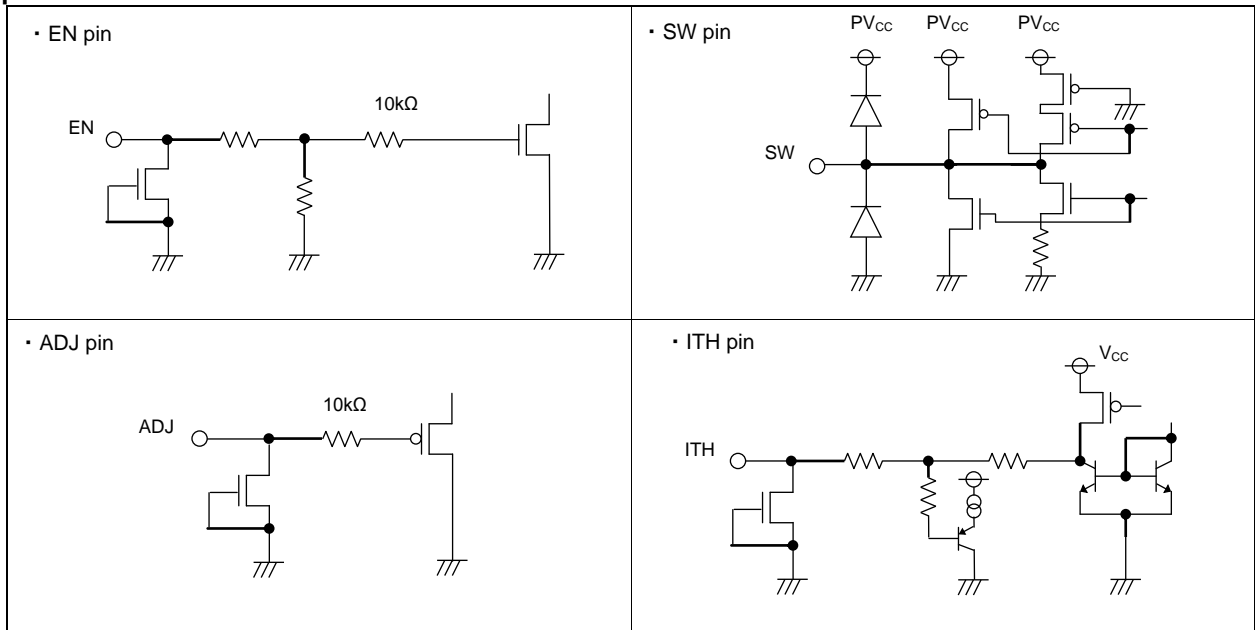 ・EN pin
10kΩ
EN
・SW pin
PVCC PVCC PVCC
SW
・ADJ pin
10kΩ
ADJ
・ITH pin
VCC
ITH